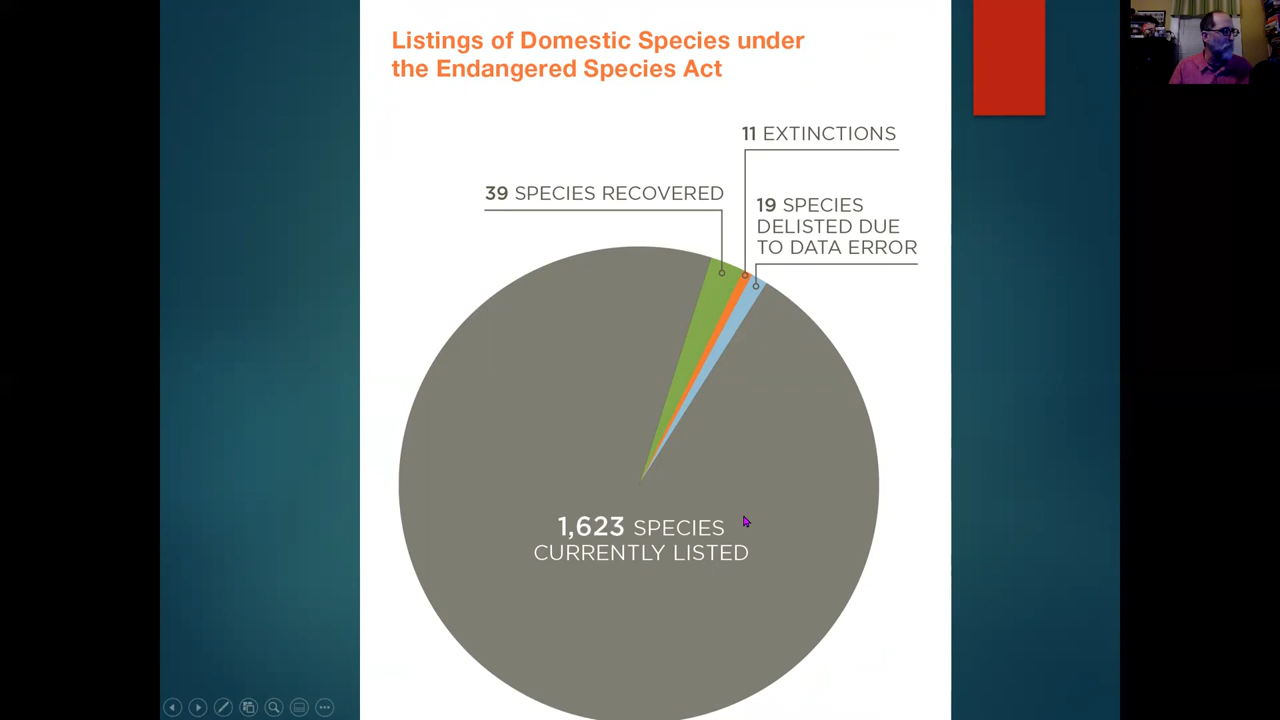 Listings of Domestic Species under
the Endangered Species Act
11 EXTINCTIONS
39 SPECIES RECOVERED
19 SPECIES
DELISTED DUE
TO DATA ERROR
1,623 SPECIES
CURRENTLY LISTED